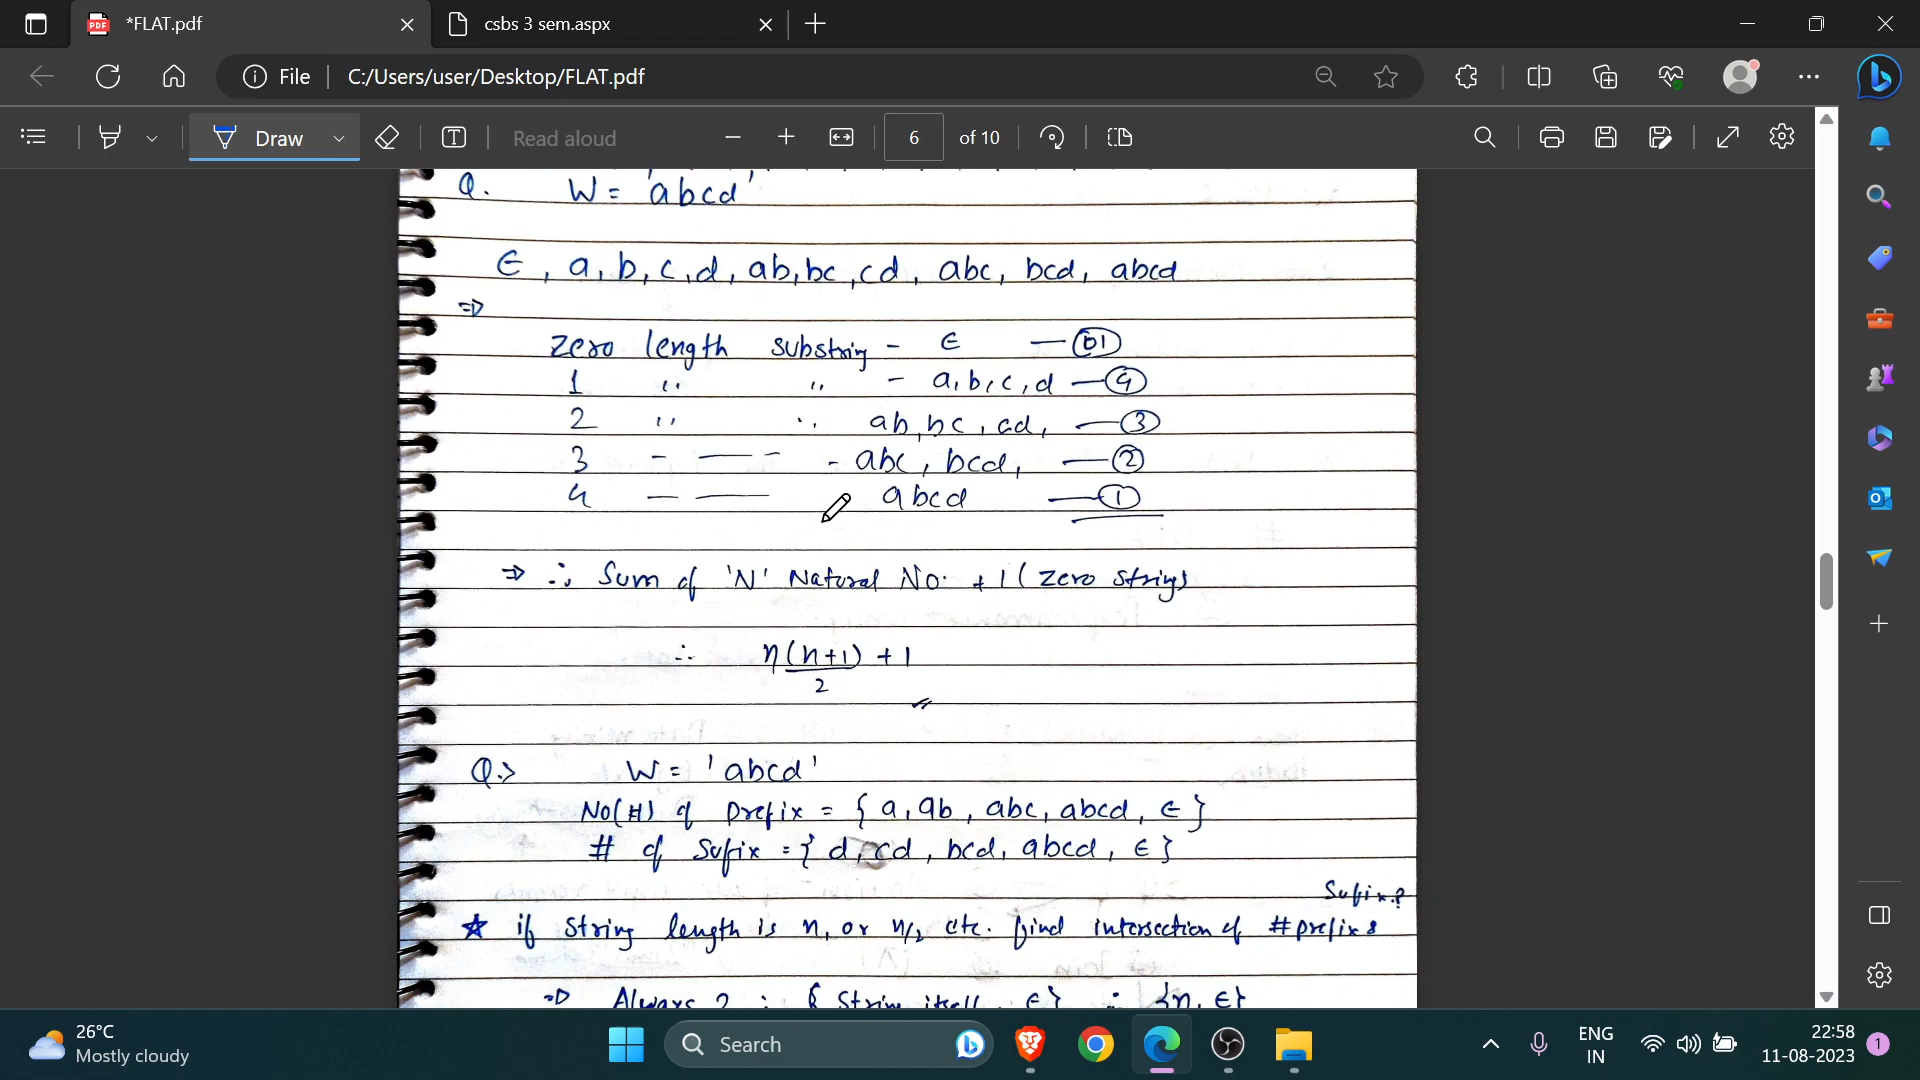 *FLAT.pdf
csbs 3 sem.aspx
File
C:/Users/user/Desktop/FLAT.pdf
Draw
Read aloud
6 of 10
Q. W = 'abcd'
∈, a, b, c, d, ab, bc, cd, abc, bcd, abcd
⇒
zero length substring - ∈ — 01
1 " " - a, b, c, d — 4
2 " " ab, bc, cd, — 3
3 - — - - abc, bcd, — 2
4 — — abcd — 1
⇒ ∴ Sum of 'N' Natural No. + 1 ( zero string)
∴ n(n+1) + 1
2
Q.> W = 'abcd'
No(#) of prefix = { a, ab, abc, abcd, ∈ }
# of Sufix = { d, cd, bcd, abcd, ∈ }
Sufix.?
★ if string length is n, or n/2 etc. find intersection of #prefix &
⇒ Always 2 ∴ { string itself, ∈ } ∴ {n, ∈}
26°C
Mostly cloudy
Search
ENG
IN
22:58
11-08-2023
1